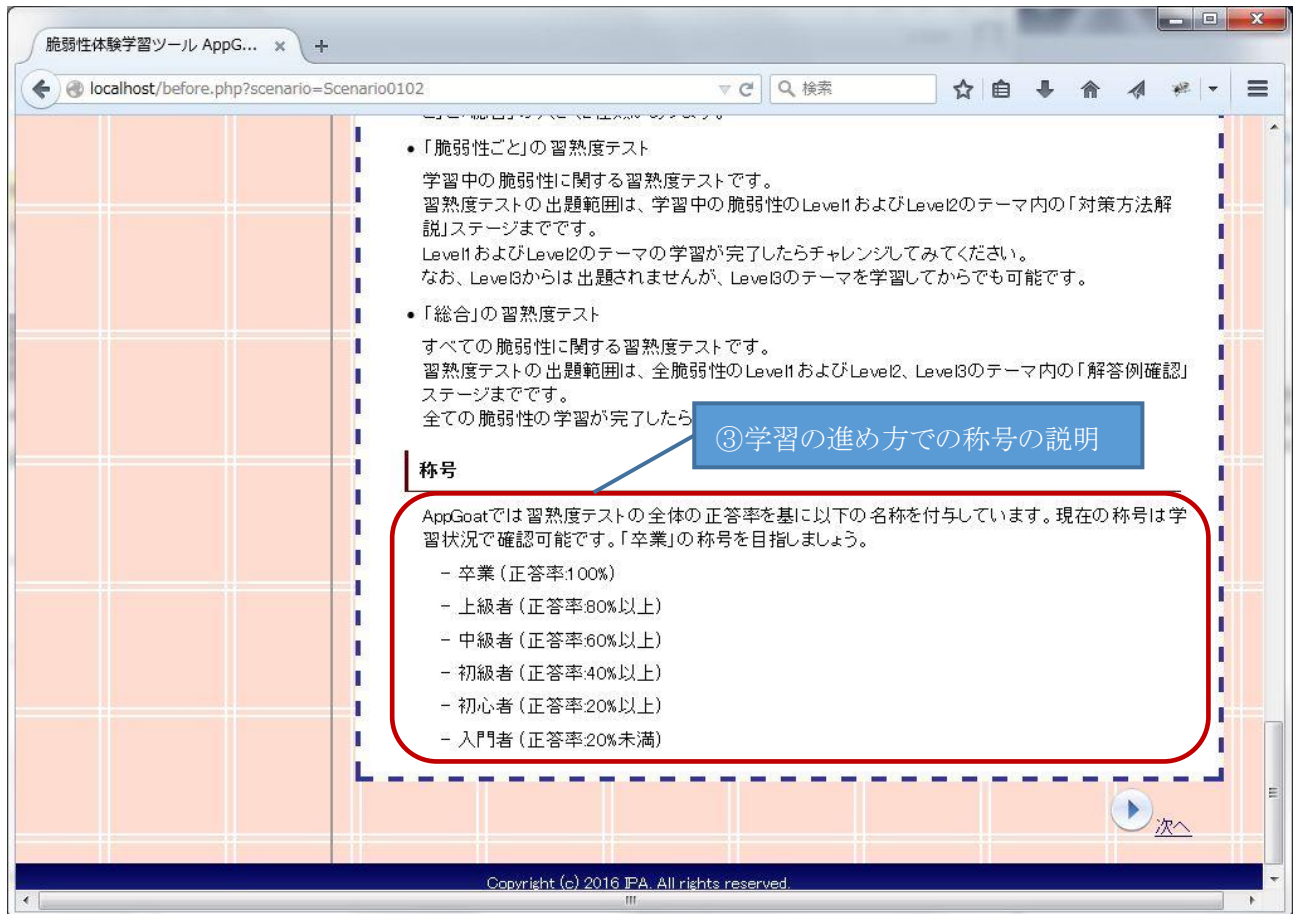 脆弱性体験学習ツール AppG...
localhost/before.php?scenario=Scenario0102
検索
•「脆弱性ごと」の習熟度テスト
学習中の脆弱性に関する習熟度テストです。
習熟度テストの出題範囲は、学習中の脆弱性のLevel1およびLevel2のテーマ内の「対策方法解
説」ステージまでです。
Level1およびLevel2のテーマの学習が完了したらチャレンジしてみてください。
なお、Level3からは出題されませんが、Level3のテーマを学習してからでも可能です。
•「総合」の習熟度テスト
すべての脆弱性に関する習熟度テストです。
習熟度テストの出題範囲は、全脆弱性のLevel1およびLevel2、Level3のテーマ内の「解答例確認」
ステージまでです。
全ての脆弱性の学習が完了したら
③学習の進め方での称号の説明
称号
AppGoatでは習熟度テストの全体の正答率を基に以下の名称を付与しています。現在の称号は学
習状況で確認可能です。「卒業」の称号を目指しましょう。
- 卒業（正答率:100%）
- 上級者（正答率:80%以上）
- 中級者（正答率:60%以上）
- 初級者（正答率:40%以上）
- 初心者（正答率:20%以上）
- 入門者（正答率:20%未満）
次へ
Copyright (c) 2016 IPA. All rights reserved.